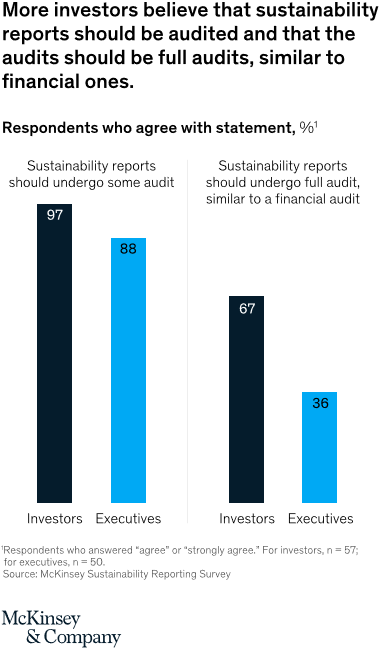 More investors believe that sustainability
reports should be audited and that the
audits should be full audits, similar to
financial ones.
Respondents who agree with statement, %¹
Sustainability reports
should undergo some audit
97
88
Investors
Executives
Sustainability reports
should undergo full audit,
similar to a financial audit
67
36
Investors
Executives
¹Respondents who answered “agree” or “strongly agree.” For investors, n = 57;
for executives, n = 50.
Source: McKinsey Sustainability Reporting Survey
McKinsey
& Company